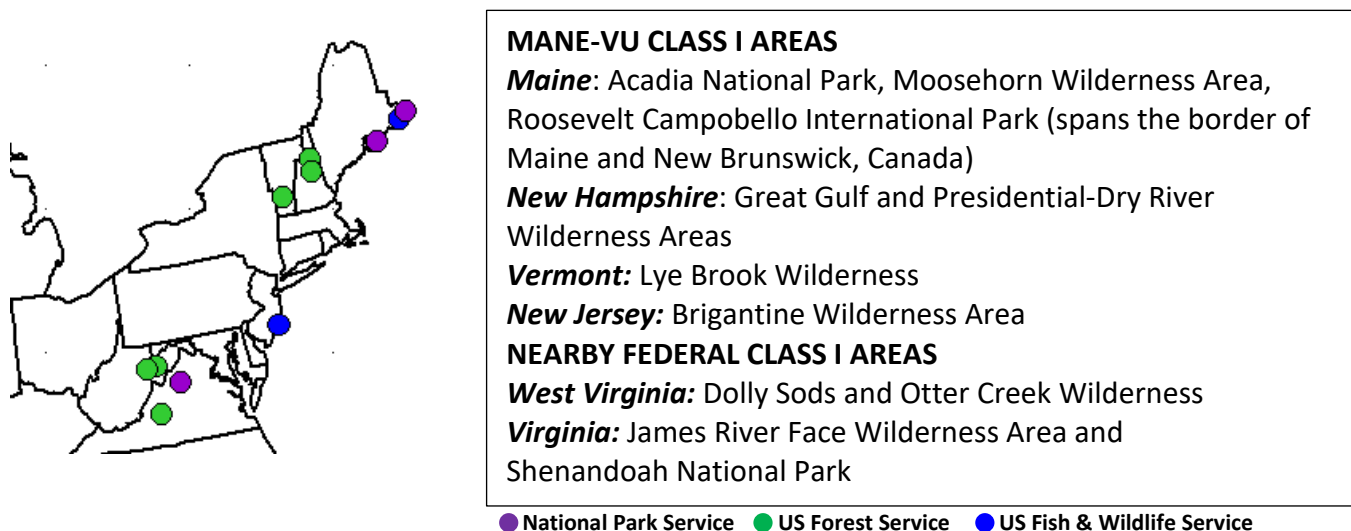 MANE-VU CLASS I AREAS
Maine: Acadia National Park, Moosehorn Wilderness Area,
Roosevelt Campobello International Park (spans the border of
Maine and New Brunswick, Canada)
New Hampshire: Great Gulf and Presidential-Dry River
Wilderness Areas
Vermont: Lye Brook Wilderness
New Jersey: Brigantine Wilderness Area
NEARBY FEDERAL CLASS I AREAS
West Virginia: Dolly Sods and Otter Creek Wilderness
Virginia: James River Face Wilderness Area and
Shenandoah National Park
National Park Service US Forest Service US Fish & Wildlife Service